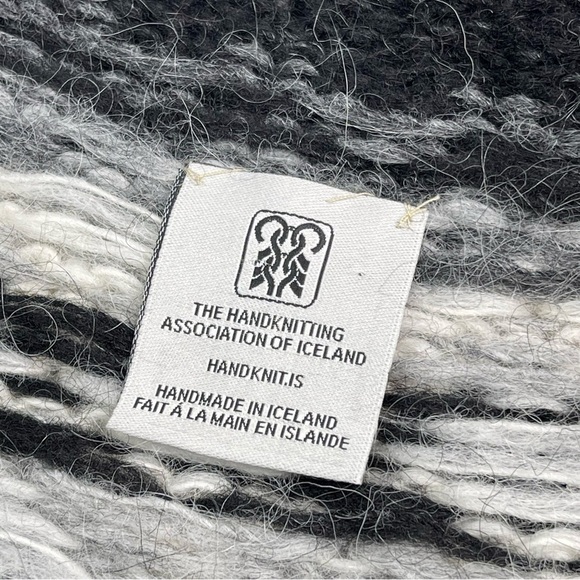 THE HANDKNITTING
ASSOCIATION OF ICELAND
HANDKNIT.IS
HANDMADE IN ICELAND
FAIT Á LA MAIN EN ISLANDE